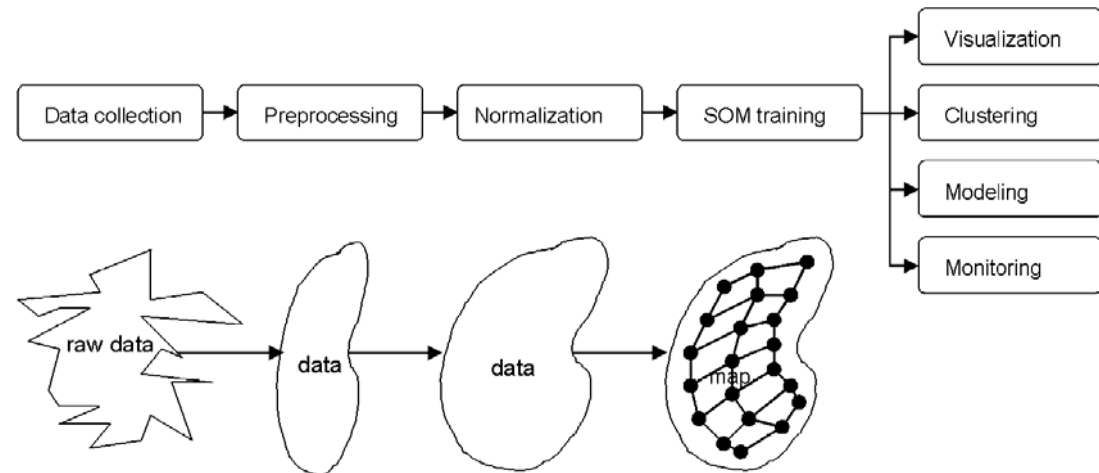 Visualization
Data collection
Preprocessing
Normalization
SOM training
Clustering
Modeling
Monitoring
raw data
data
data
map